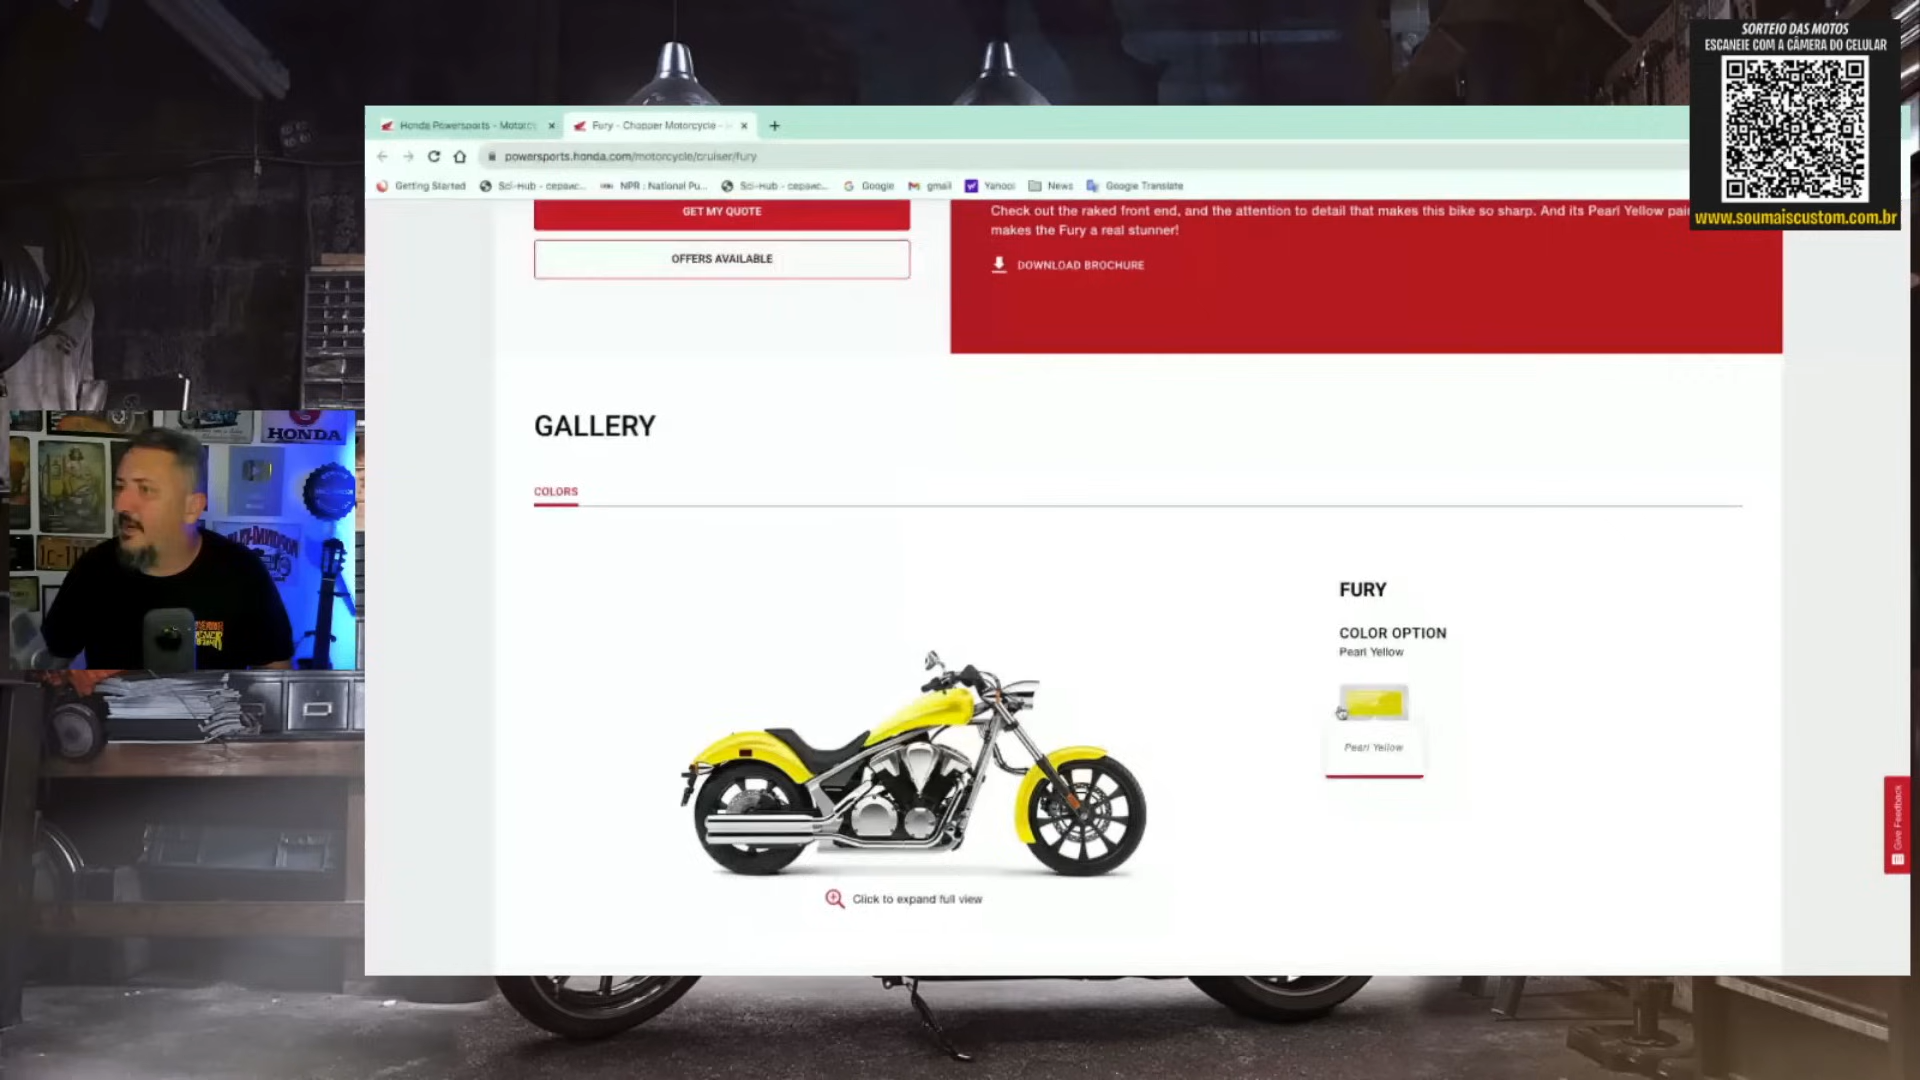 SORTEIO DAS MOTOS
ESCANEIE COM A CÂMERA DO CELULAR
www.soumaiscustom.com.br
Honda Powersports - Motorcy
Fury - Chopper Motorcycle -
powersports.honda.com/motorcycle/cruiser/fury
Getting Started
Sci-Hub - сервис...
NPR : National Pu...
Sci-Hub - сервис...
Google
gmail
Yahoo!
News
Google Translate
GET MY QUOTE
OFFERS AVAILABLE
Check out the raked front end, and the attention to detail that makes this bike so sharp. And its Pearl Yellow pai
makes the Fury a real stunner!
DOWNLOAD BROCHURE
GALLERY
COLORS
FURY
COLOR OPTION
Pearl Yellow
Pearl Yellow
Click to expand full view
Give Feedback
HONDA